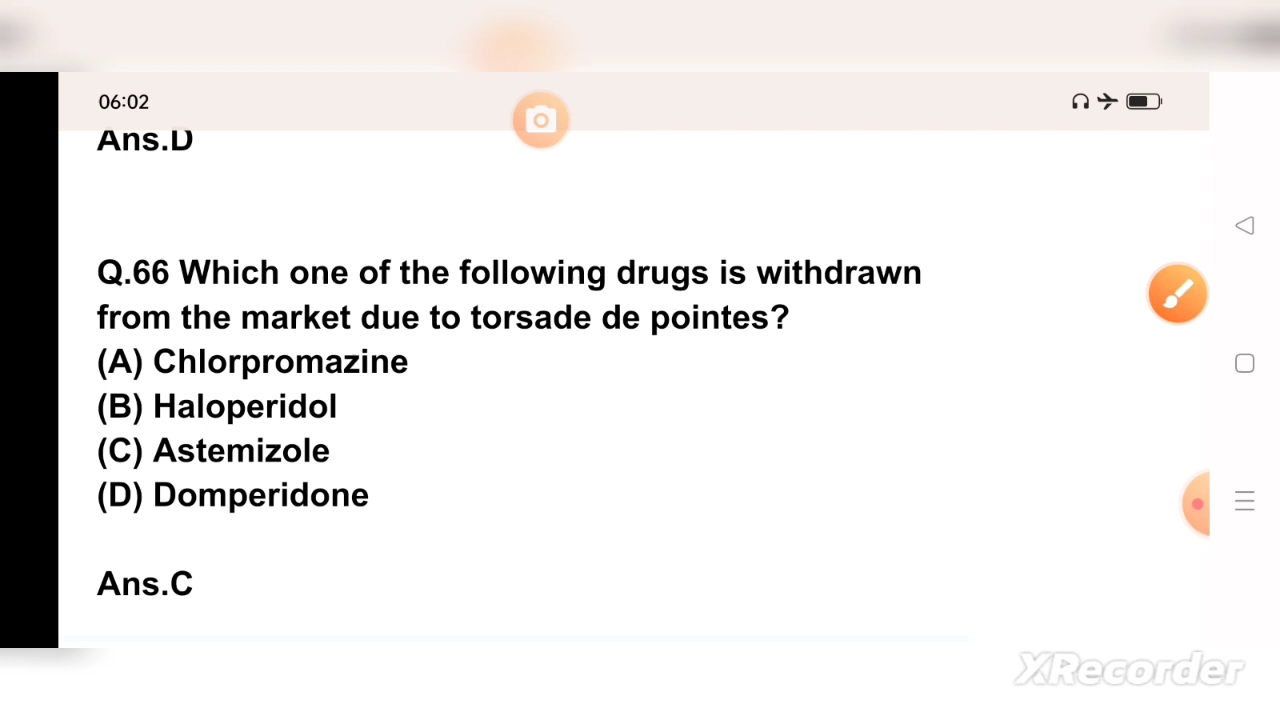 06:02
Ans.D
Q.66 Which one of the following drugs is withdrawn
from the market due to torsade de pointes?
(A) Chlorpromazine
(B) Haloperidol
(C) Astemizole
(D) Domperidone
Ans.C
XRecorder